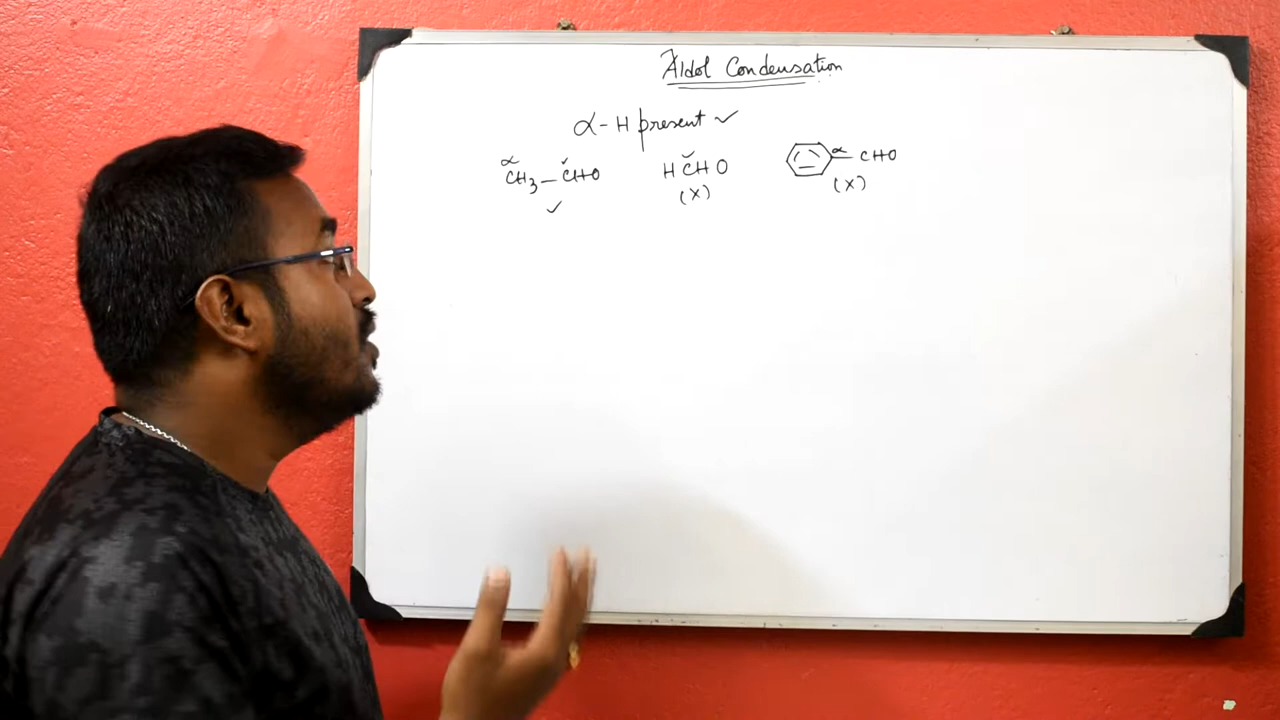 Aldol Condensation
α-H present ✓
α ✓ ✓ α
CH₃ — CHO HCHO — CHO
✓ (X) (X)